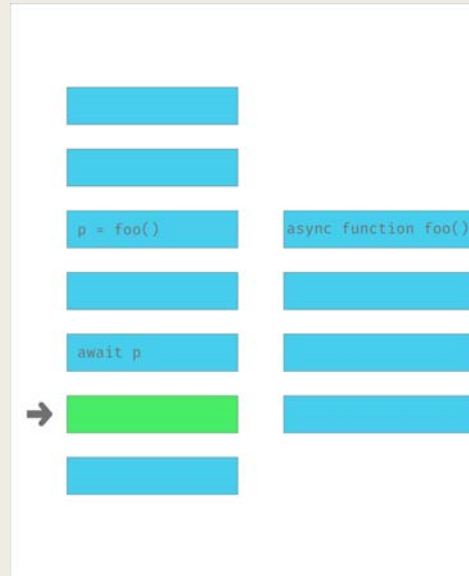 p = foo()
async function foo()
await p